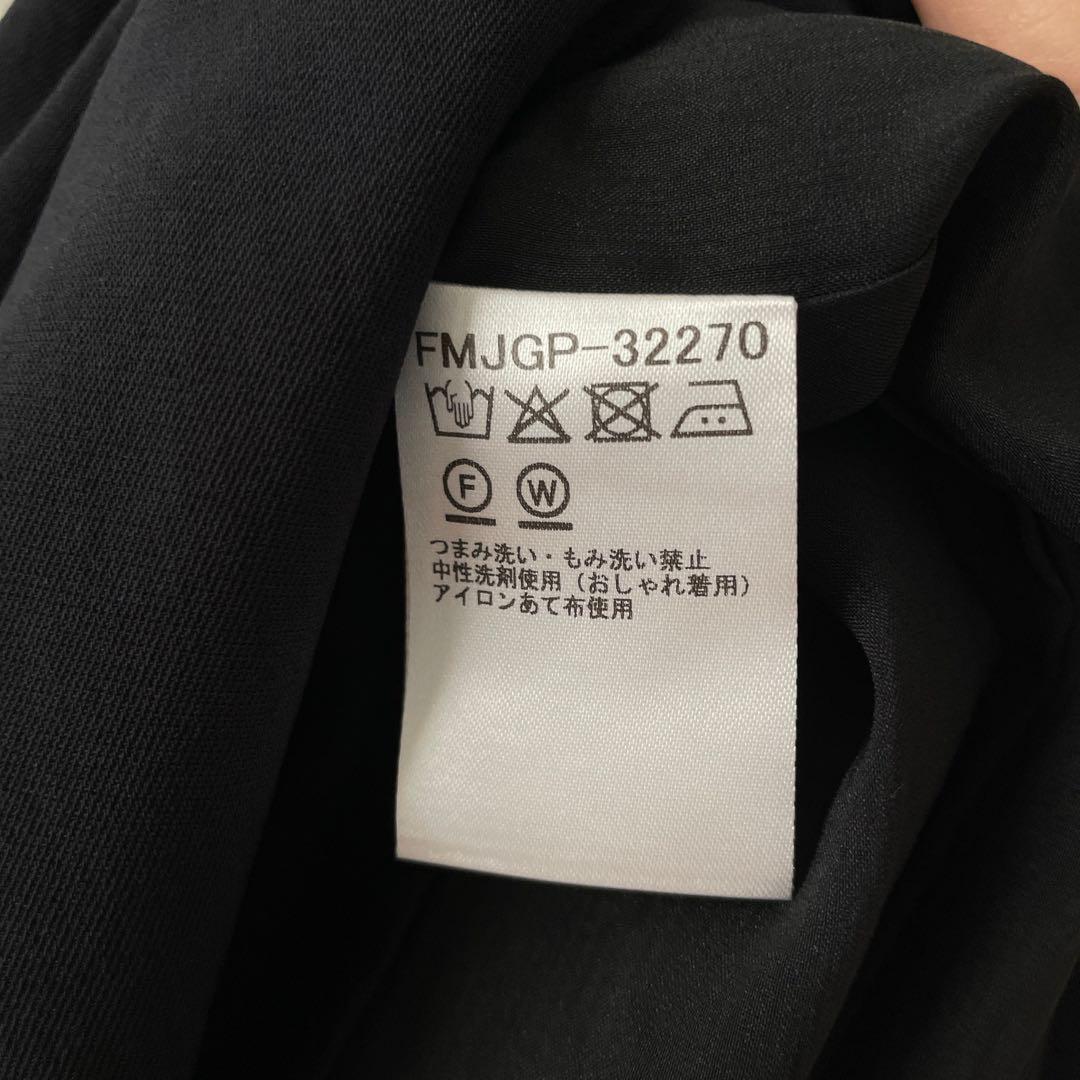 FMJGP-32270
F W
つまみ洗い・もみ洗い禁止
中性洗剤使用（おしゃれ着用）
アイロンあて布使用